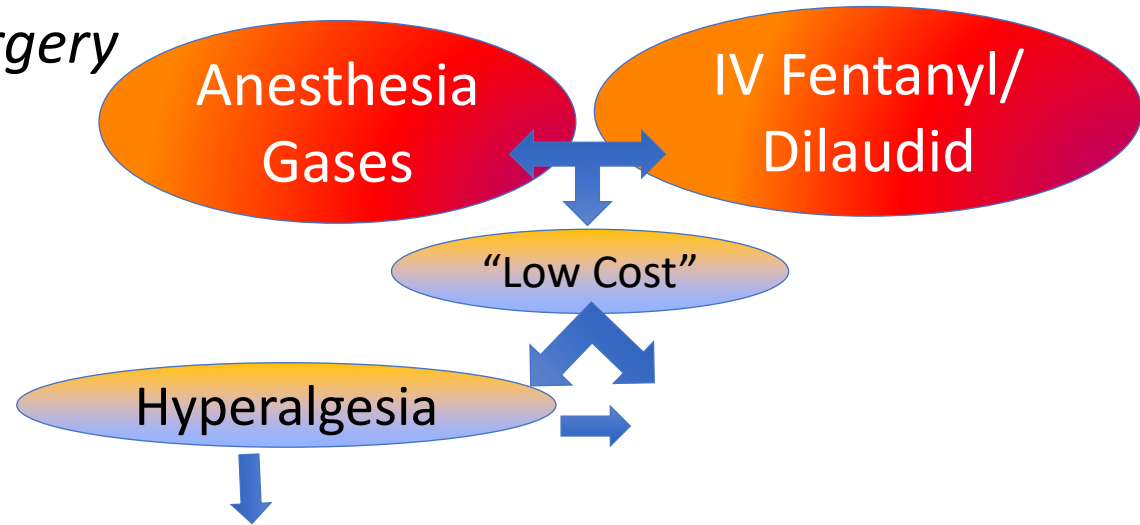 rgery
Anesthesia
Gases
IV Fentanyl/
Dilaudid
“Low Cost”
Hyperalgesia